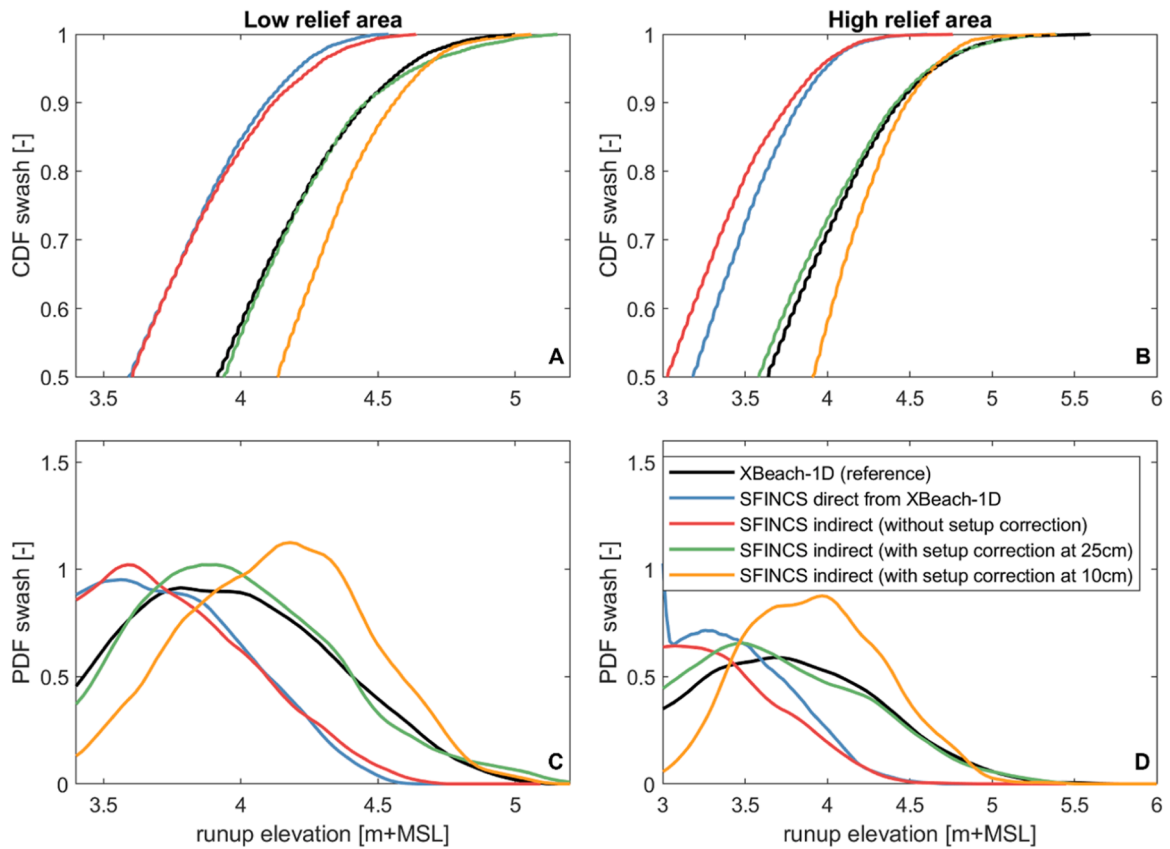 Low relief area
High relief area
1
0.9
0.8
0.7
0.6
0.5
CDF swash [-]
3.5
4
4.5
5
A
1
0.9
0.8
0.7
0.6
0.5
CDF swash [-]
3
3.5
4
4.5
5
5.5
6
B
1.5
1
0.5
0
PDF swash [-]
3.5
4
4.5
5
runup elevation [m+MSL]
C
1.5
1
0.5
0
PDF swash [-]
XBeach-1D (reference)
SFINCS direct from XBeach-1D
SFINCS indirect (without setup correction)
SFINCS indirect (with setup correction at 25cm)
SFINCS indirect (with setup correction at 10cm)
D
3
3.5
4
4.5
5
5.5
6
runup elevation [m+MSL]